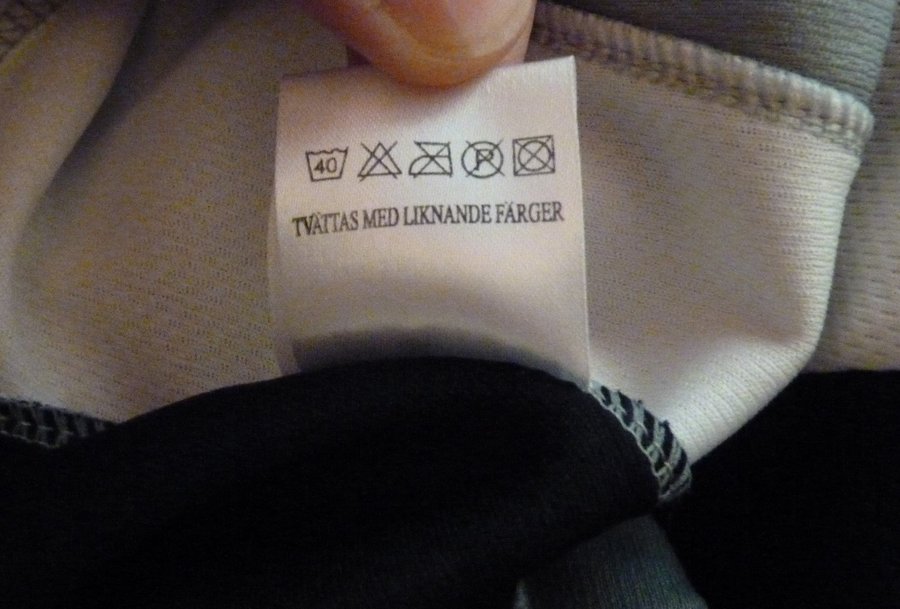 40 P
TVÄTTAS MED LIKNANDE FÄRGER